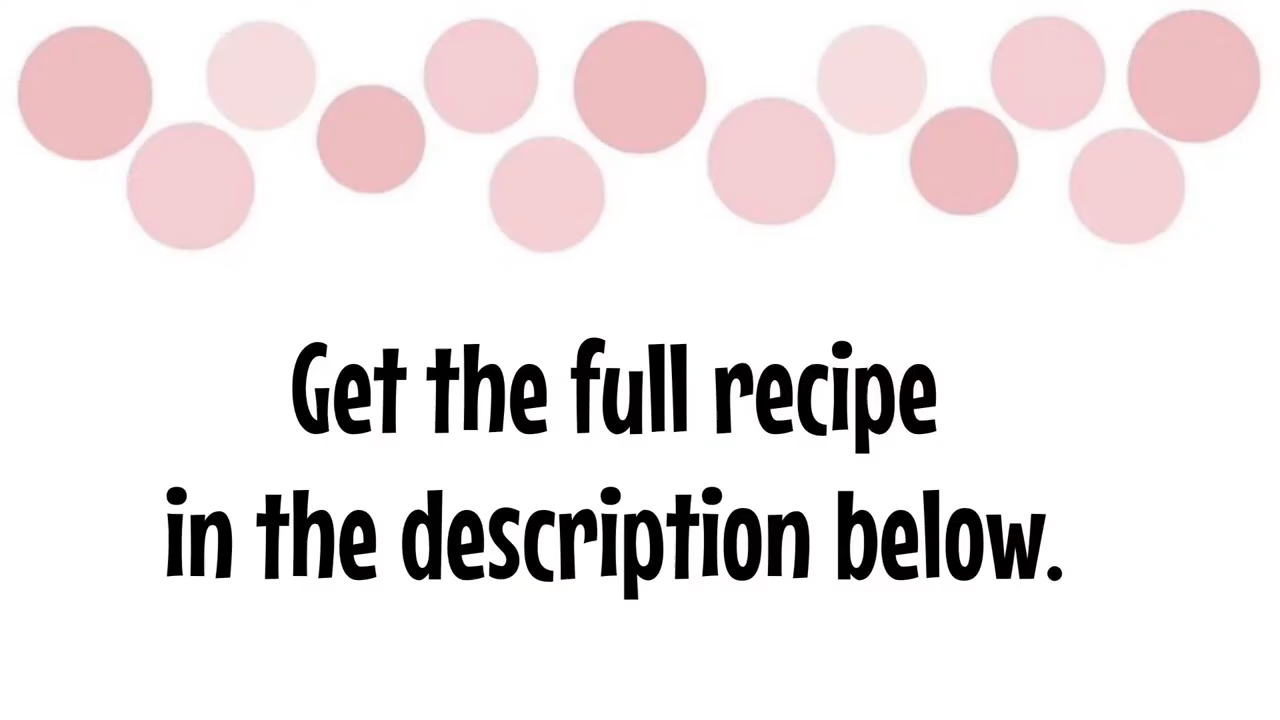 Get the full recipe
in the description below.